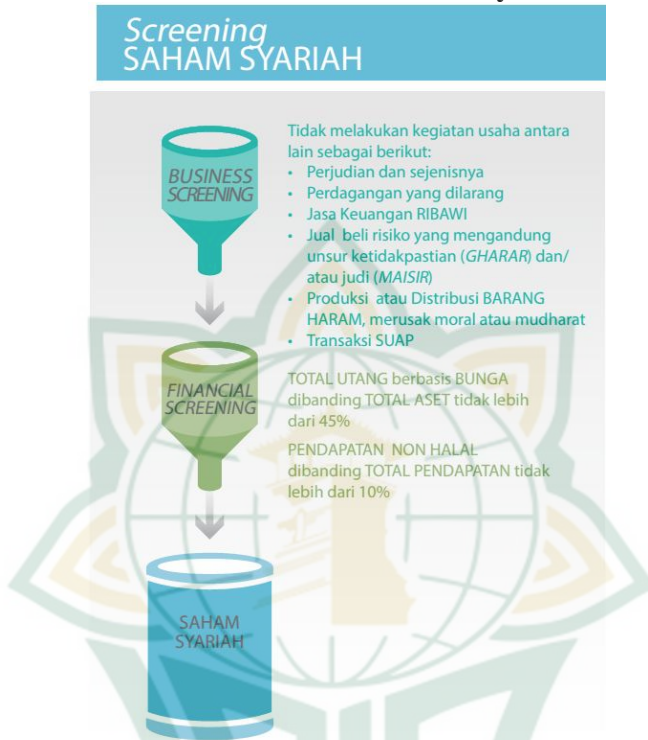 Screening
SAHAM SYARIAH
BUSINESS
SCREENING
Tidak melakukan kegiatan usaha antara
lain sebagai berikut:
• Perjudian dan sejenisnya
• Perdagangan yang dilarang
• Jasa Keuangan RIBAWI
• Jual beli risiko yang mengandung
unsur ketidakpastian (GHARAR) dan/
atau judi (MAISIR)
• Produksi atau Distribusi BARANG
HARAM, merusak moral atau mudharat
• Transaksi SUAP
FINANCIAL
SCREENING
TOTAL UTANG berbasis BUNGA
dibanding TOTAL ASET tidak lebih
dari 45%
PENDAPATAN NON HALAL
dibanding TOTAL PENDAPATAN tidak
lebih dari 10%
SAHAM
SYARIAH